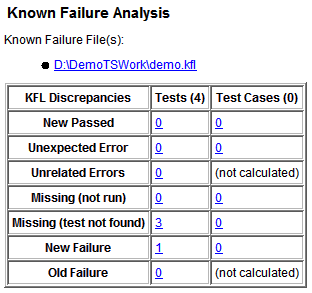 Known Failure Analysis
Known Failure File(s):
D:\DemoTSWork\demo.kfl
KFL Discrepancies Tests (4) Test Cases (0)
New Passed 0 0
Unexpected Error 0 0
Unrelated Errors 0 (not calculated)
Missing (not run) 0 0
Missing (test not found) 3 0
New Failure 1 0
Old Failure 0 (not calculated)